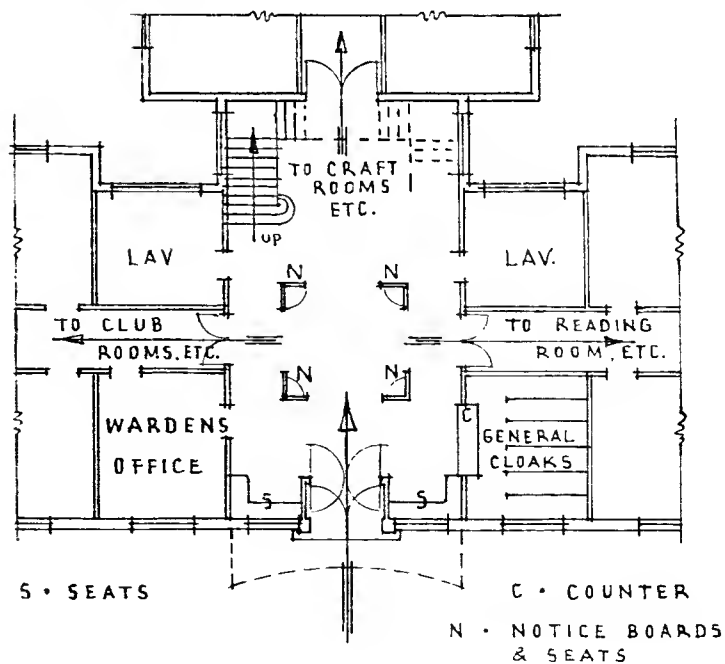 TO CRAFT
ROOMS
ETC.
UP
LAV
LAV.
N
N
TO CLUB
ROOMS, ETC.
TO READING
ROOM, ETC.
N
N
WARDENS
OFFICE
C
GENERAL
CLOAKS
S
S
S · SEATS
C · COUNTER
N · NOTICE BOARDS
& SEATS